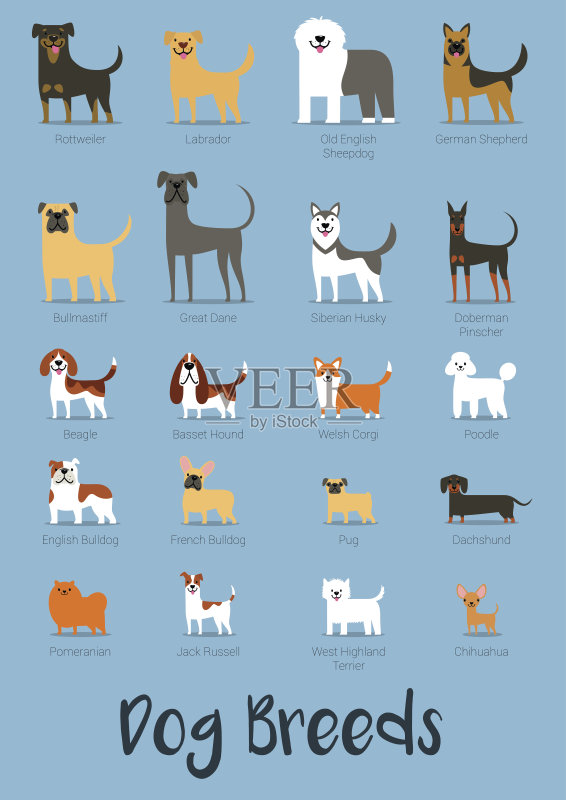 Rottweiler
Labrador
Old English
Sheepdog
German Shepherd
Bullmastiff
Great Dane
Siberian Husky
Doberman
Pinscher
Beagle
Basset Hound
Welsh Corgi
Poodle
VEER
by iStock
English Bulldog
French Bulldog
Pug
Dachshund
Pomeranian
Jack Russell
West Highland
Terrier
Chihuahua
Dog Breeds